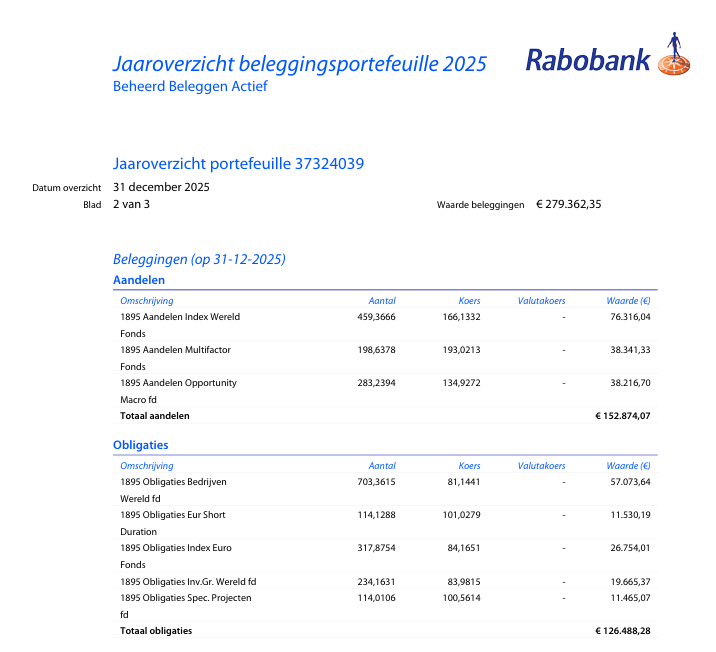 Jaaroverzicht beleggingsportefeuille 2025
Rabobank
Beheerd Beleggen Actief
Jaaroverzicht portefeuille 37324039
Datum overzicht 31 december 2025
Blad 2 van 3 Waarde beleggingen € 279.362,35
Beleggingen (op 31-12-2025)
Aandelen
Omschrijving Aantal Koers Valutakoers Waarde (€)
1895 Aandelen Index Wereld 459,3666 166,1332 - 76.316,04
Fonds
1895 Aandelen Multifactor 198,6378 193,0213 - 38.341,33
Fonds
1895 Aandelen Opportunity 283,2394 134,9272 - 38.216,70
Macro fd
Totaal aandelen € 152.874,07
Obligaties
Omschrijving Aantal Koers Valutakoers Waarde (€)
1895 Obligaties Bedrijven 703,3615 81,1441 - 57.073,64
Wereld fd
1895 Obligaties Eur Short 114,1288 101,0279 - 11.530,19
Duration
1895 Obligaties Index Euro 317,8754 84,1651 - 26.754,01
Fonds
1895 Obligaties Inv.Gr. Wereld fd 234,1631 83,9815 - 19.665,37
1895 Obligaties Spec. Projecten 114,0106 100,5614 - 11.465,07
fd
Totaal obligaties € 126.488,28